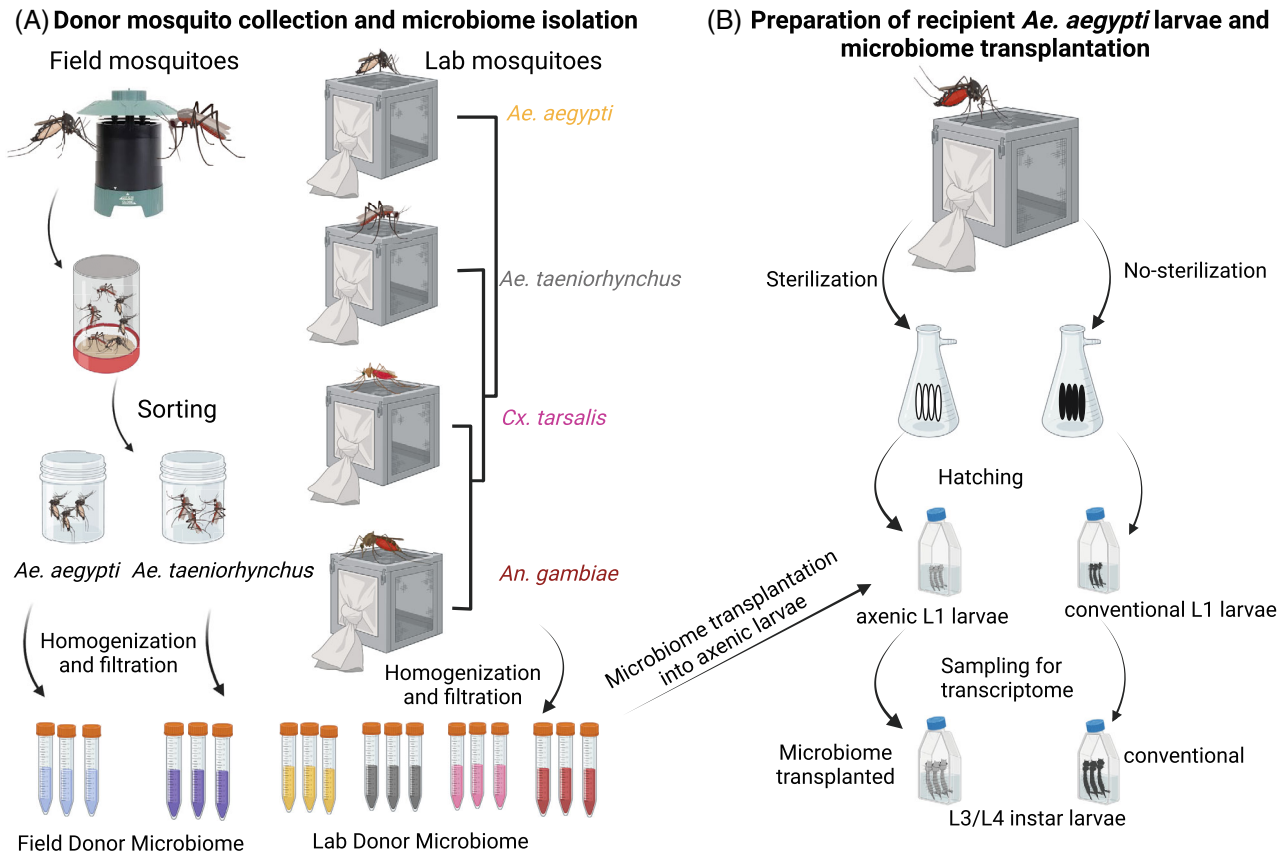 (A) Donor mosquito collection and microbiome isolation
Field mosquitoes
Lab mosquitoes
Ae. aegypti
Ae. taeniorhynchus
Cx. tarsalis
An. gambiae
Sorting
Ae. aegypti
Ae. taeniorhynchus
Homogenization
and filtration
Homogenization
and filtration
Field Donor Microbiome
Lab Donor Microbiome
Microbiome transplantation
into axenic larvae
(B) Preparation of recipient Ae. aegypti larvae and
microbiome transplantation
Sterilization
No-sterilization
Hatching
axenic L1 larvae
conventional L1 larvae
Sampling for
transcriptome
Microbiome
transplanted
conventional
L3/L4 instar larvae